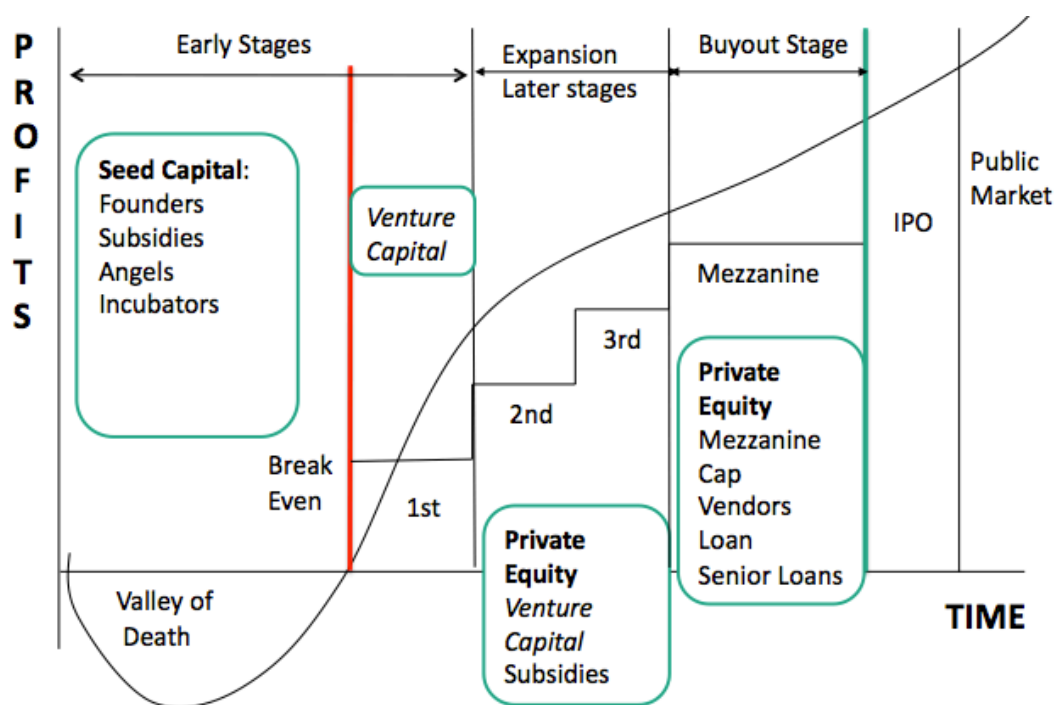 PROFITS
Early Stages
Expansion
Later stages
Buyout Stage
Seed Capital:
Founders
Subsidies
Angels
Incubators
Venture
Capital
Public
Market
IPO
Mezzanine
3rd
2nd
1st
Break
Even
Private
Equity
Mezzanine
Cap
Vendors
Loan
Senior Loans
Private
Equity
Venture
Capital
Subsidies
Valley of
Death
TIME